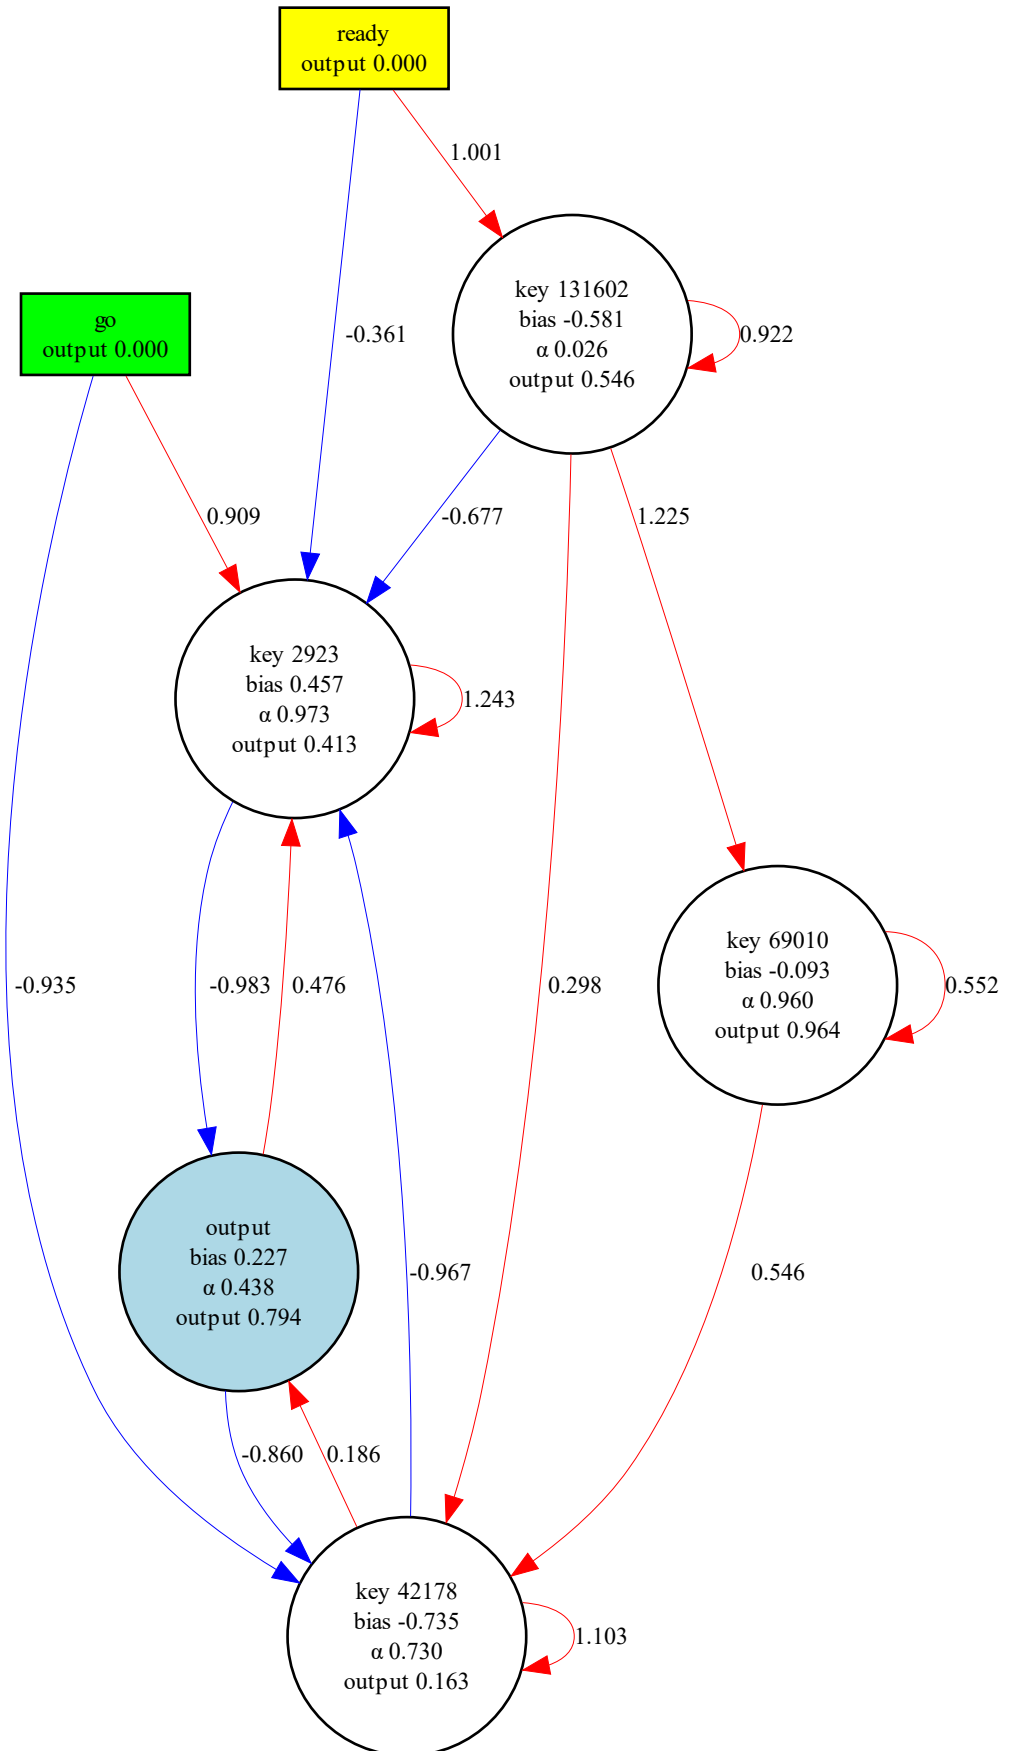 ready
output 0.000
1.001
key 131602
bias -0.581
α 0.026
output 0.546
0.922
go
output 0.000
-0.361
0.909
-0.677
1.225
key 2923
bias 0.457
α 0.973
output 0.413
1.243
key 69010
bias -0.093
α 0.960
output 0.964
0.552
-0.935
-0.983
0.476
0.298
output
bias 0.227
α 0.438
output 0.794
-0.967
0.546
-0.860
0.186
key 42178
bias -0.735
α 0.730
output 0.163
1.103